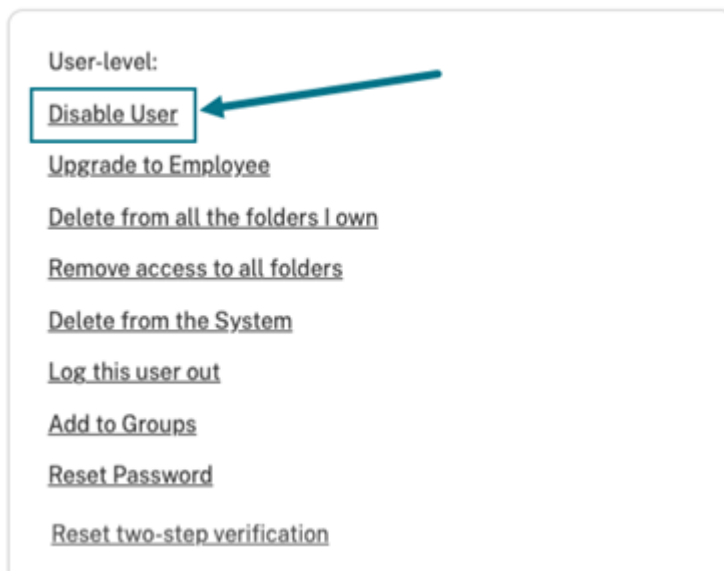 User-level:
Disable User
Upgrade to Employee
Delete from all the folders I own
Remove access to all folders
Delete from the System
Log this user out
Add to Groups
Reset Password
Reset two-step verification